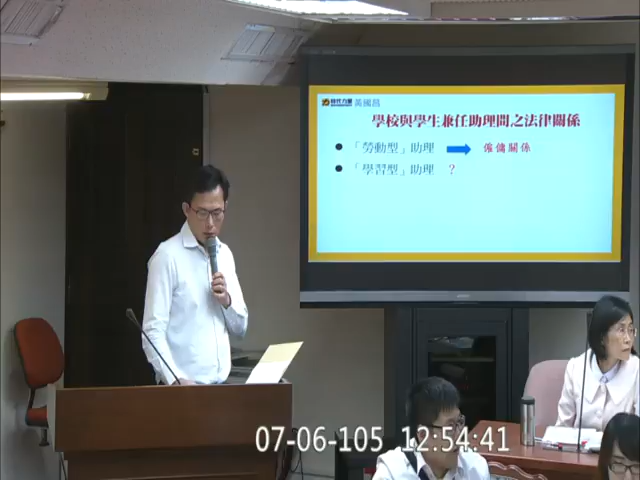 時代力量 黃國昌
學校與學生兼任助理間之法律關係
● 「勞動型」助理 僱傭關係
● 「學習型」助理 ？
07-06-105 12:54:41